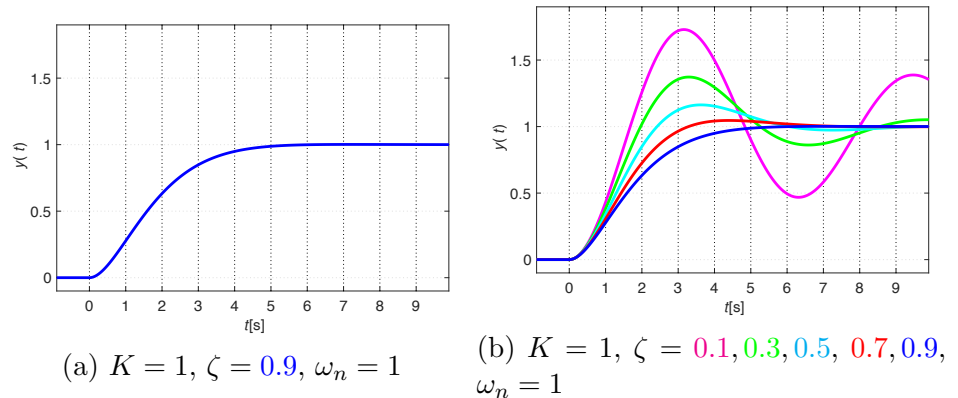 1.5
1
0.5
0
y( t)
0 1 2 3 4 5 6 7 8 9
t[s]
(a) K = 1, ζ = 0.9, ωn = 1
1.5
1
0.5
0
y( t)
0 1 2 3 4 5 6 7 8 9
t[s]
(b) K = 1, ζ = 0.1, 0.3, 0.5, 0.7, 0.9,
ωn = 1